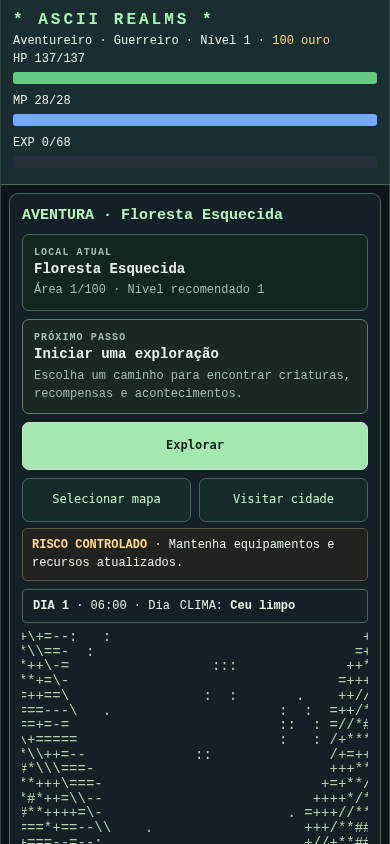 * ASCII REALMS *
Aventureiro · Guerreiro · Nível 1 · 100 ouro
HP 137/137
MP 28/28
EXP 0/68
AVENTURA · Floresta Esquecida
LOCAL ATUAL
Floresta Esquecida
Área 1/100 · Nível recomendado 1
PRÓXIMO PASSO
Iniciar uma exploração
Escolha um caminho para encontrar criaturas,
recompensas e acontecimentos.
Explorar
Selecionar mapa
Visitar cidade
RISCO CONTROLADO · Mantenha equipamentos e
recursos atualizados.
DIA 1 · 06:00 · Dia CLIMA: Ceu limpo